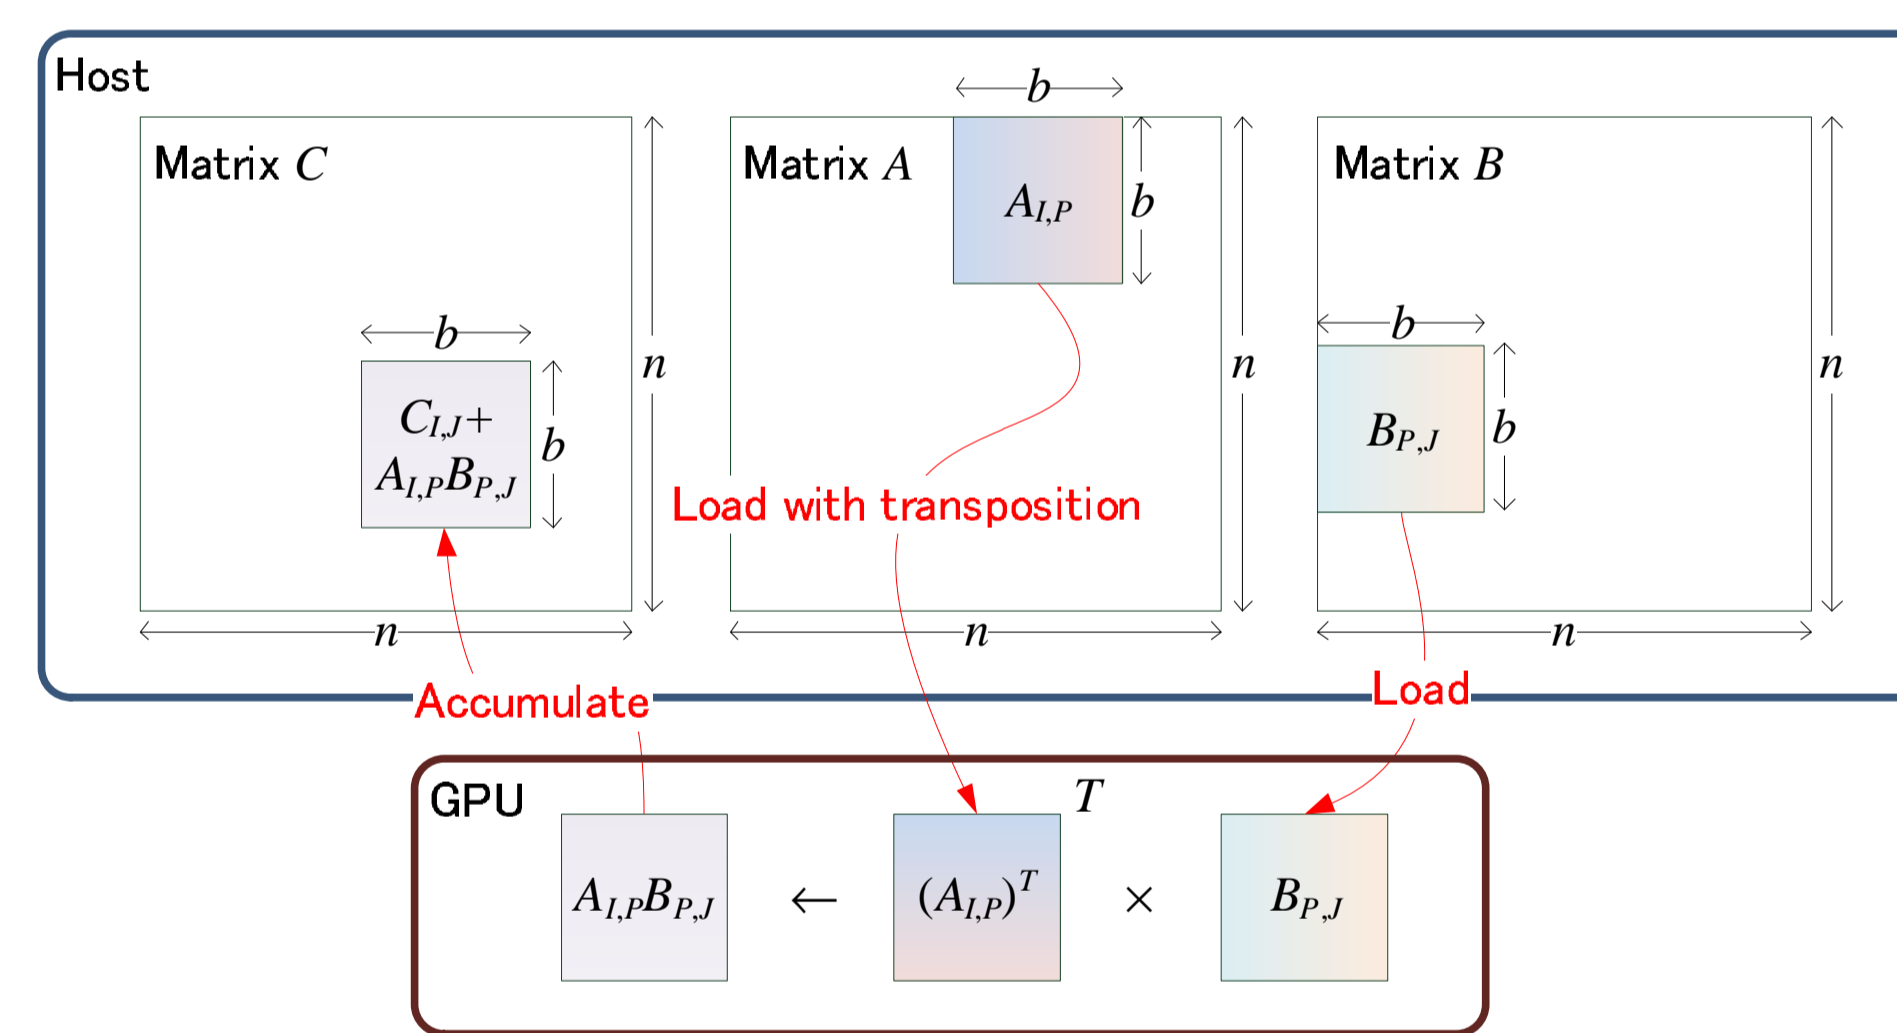 Host
b
Matrix C
Matrix A
Matrix B
A_{I,P}
b
b
b
n
n
n
C_{I,J}+
A_{I,P}B_{P,J}
b
B_{P,J}
b
Load with transposition
n
n
n
Accumulate
Load
GPU
T
A_{I,P}B_{P,J} ← (A_{I,P})^T × B_{P,J}